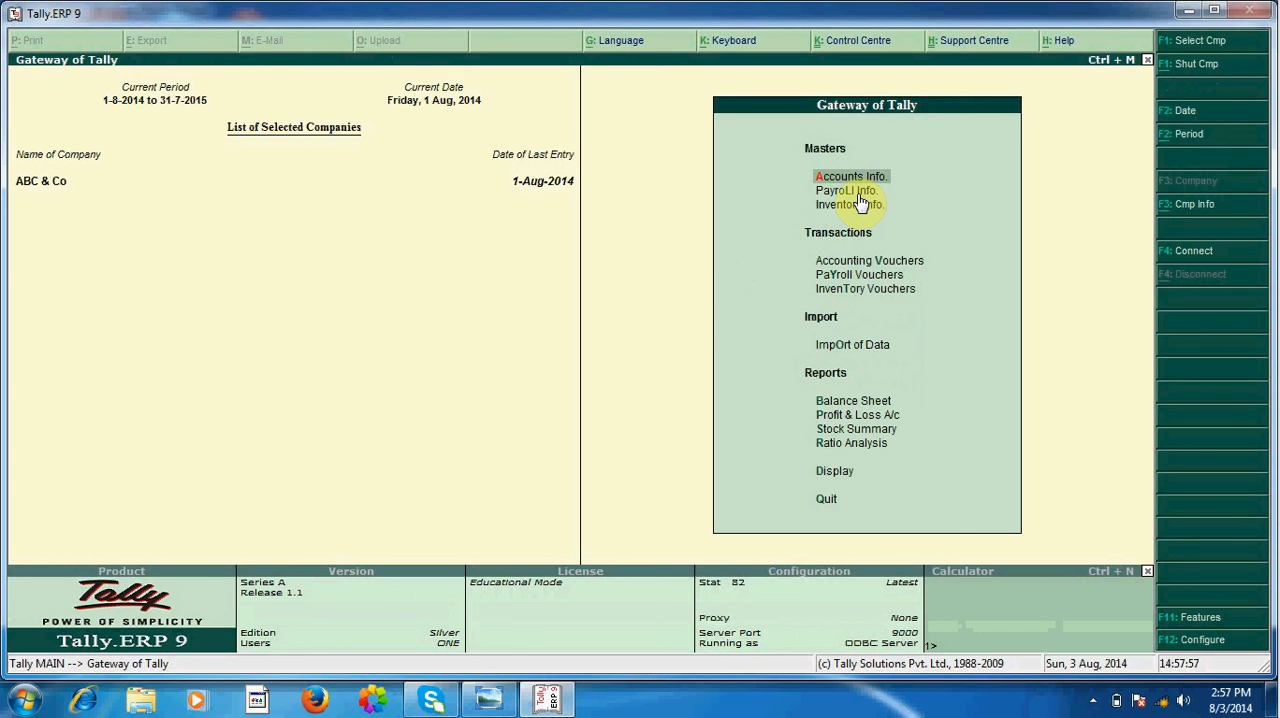 Tally.ERP 9
P: Print
E: Export
M: E-Mail
O: Upload
G: Language
K: Keyboard
K: Control Centre
H: Support Centre
H: Help
Gateway of Tally
Ctrl + M
Current Period
1-8-2014 to 31-7-2015
Current Date
Friday, 1 Aug, 2014
List of Selected Companies
Name of Company
Date of Last Entry
ABC & Co
1-Aug-2014
Gateway of Tally
Masters
Accounts Info.
PayroLl Info.
Inventory Info.
Transactions
Accounting Vouchers
PaYroll Vouchers
InvenTory Vouchers
Import
ImpOrt of Data
Reports
Balance Sheet
Profit & Loss A/c
Stock Summary
Ratio Analysis
Display
Quit
F1: Select Cmp
F1: Shut Cmp
F2: Date
F2: Period
F3: Company
F3: Cmp Info
F4: Connect
F4: Disconnect
F11: Features
F12: Configure
Product
Tally
POWER OF SIMPLICITY
Tally.ERP 9
Version
Series A
Release 1.1
Edition Silver
Users ONE
License
Educational Mode
Configuration
Stat 82 Latest
Proxy None
Server Port 9000
Running as ODBC Server
Calculator
Ctrl + N
1>
Tally MAIN --> Gateway of Tally
(c) Tally Solutions Pvt. Ltd., 1988-2009
Sun, 3 Aug, 2014
14:57:57
Tally ERP 9
2:57 PM
8/3/2014